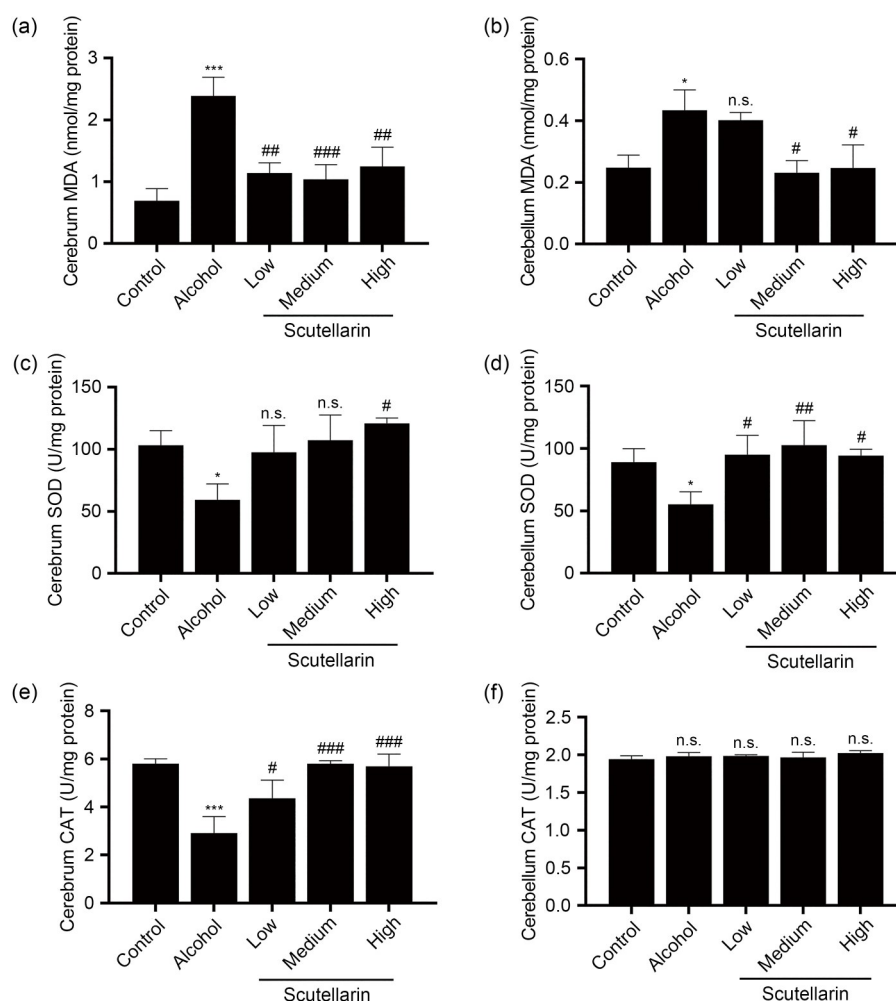 (a)
Cerebrum MDA (nmol/mg protein)
3
2
1
0
***
##
###
##
Control
Alcohol
Low
Medium
High
Scutellarin
(b)
Cerebellum MDA (nmol/mg protein)
0.6
0.4
0.2
0.0
*
n.s.
#
#
Control
Alcohol
Low
Medium
High
Scutellarin
(c)
Cerebrum SOD (U/mg protein)
150
100
50
0
*
n.s.
n.s.
#
Control
Alcohol
Low
Medium
High
Scutellarin
(d)
Cerebellum SOD (U/mg protein)
150
100
50
0
*
#
##
#
Control
Alcohol
Low
Medium
High
Scutellarin
(e)
Cerebrum CAT (U/mg protein)
8
6
4
2
0
***
#
###
###
Control
Alcohol
Low
Medium
High
Scutellarin
(f)
Cerebellum CAT (U/mg protein)
2.5
2.0
1.5
1.0
0.5
0.0
n.s.
n.s.
n.s.
n.s.
Control
Alcohol
Low
Medium
High
Scutellarin